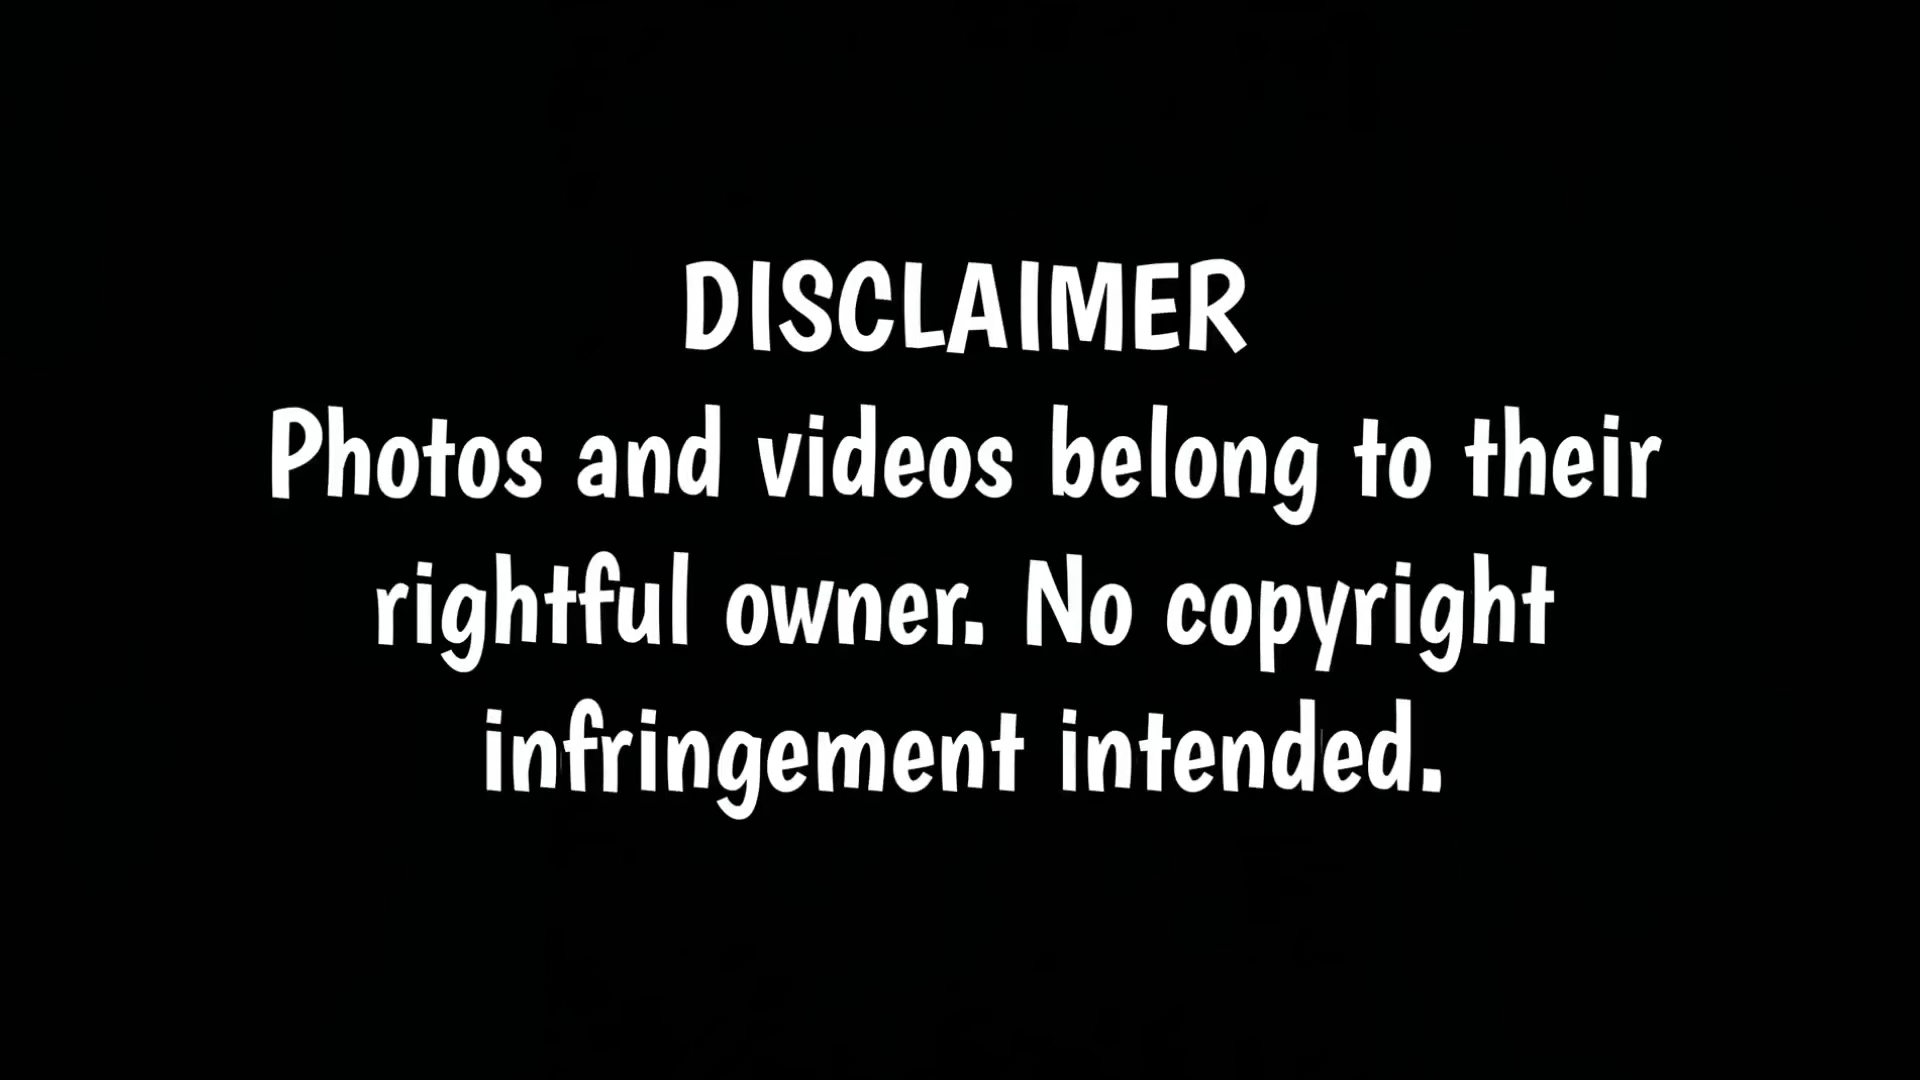 DISCLAIMER
Photos and videos belong to their
rightful owner. No copyright
infringement intended.